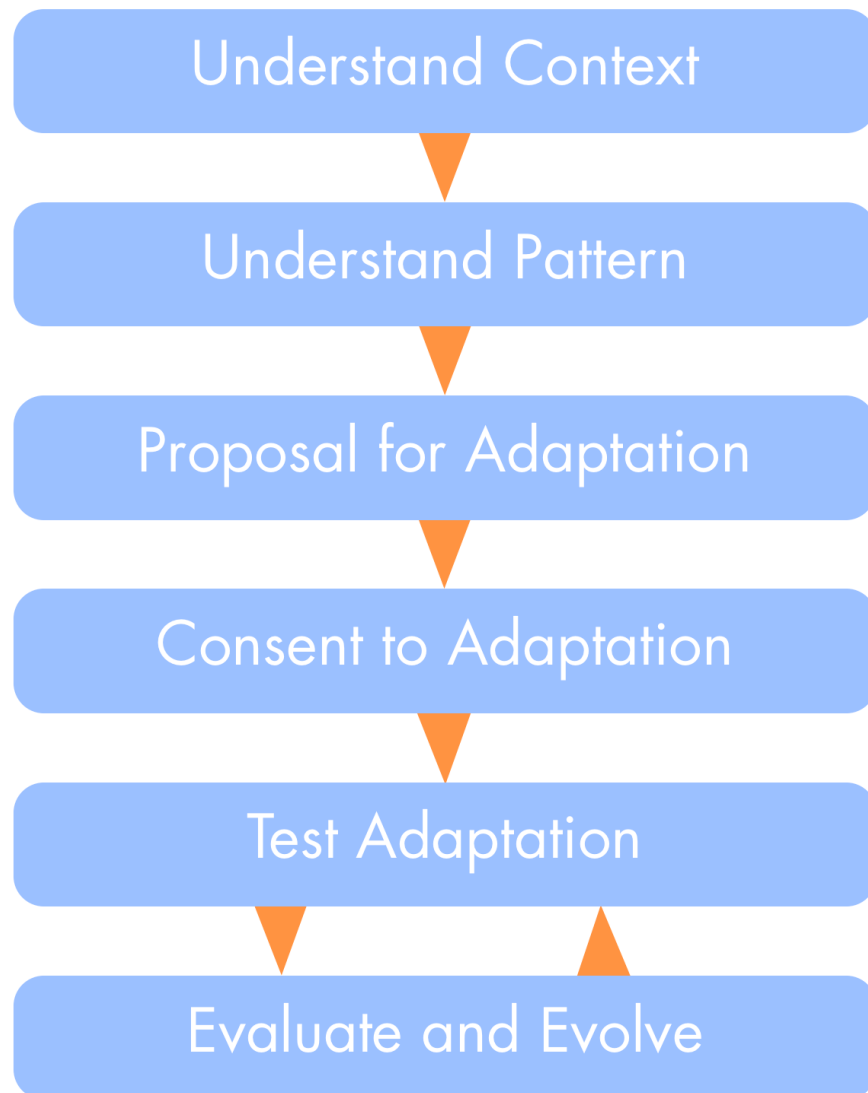 Understand Context
Understand Pattern
Proposal for Adaptation
Consent to Adaptation
Test Adaptation
Evaluate and Evolve